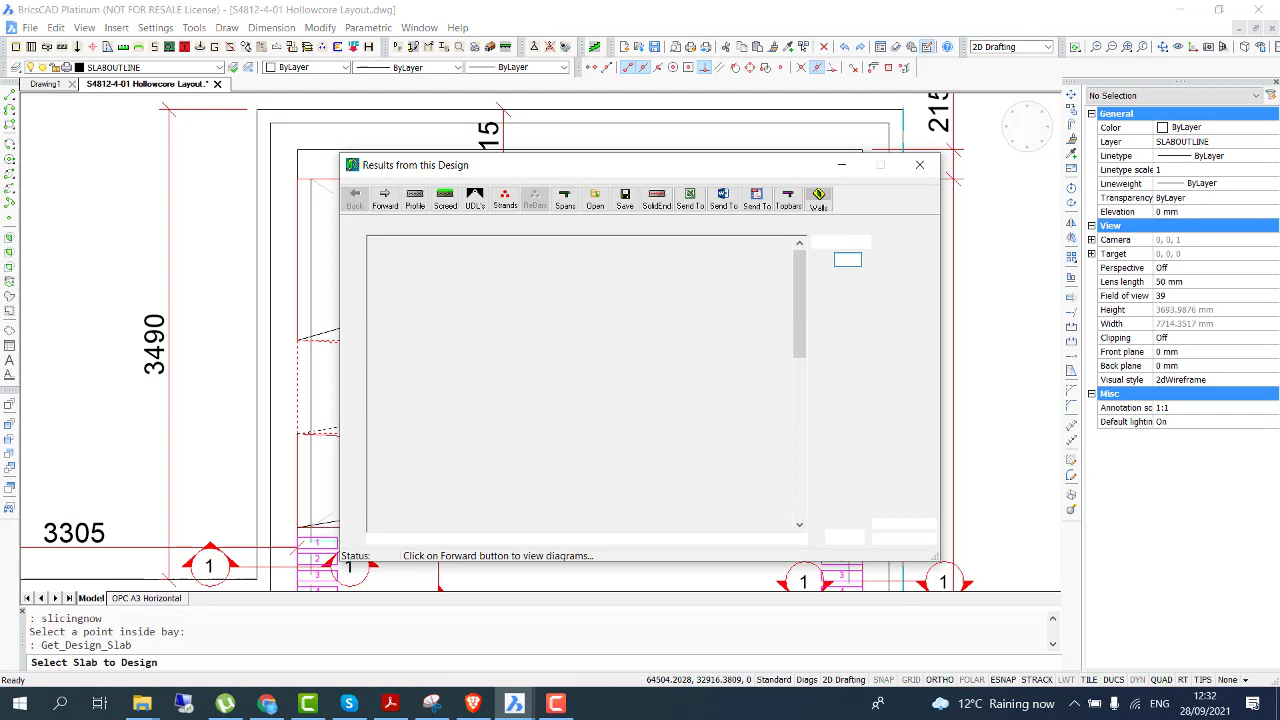 BricsCAD Platinum (NOT FOR RESALE License) - [S4812-4-01 Hollowcore Layout.dwg]
File Edit View Insert Settings Tools Draw Dimension Modify Parametric Window Help
2D Drafting
SLABOUTLINE ByLayer ByLayer ByLayer
Drawing1 S4812-4-01 Hollowcore Layout.*
No Selection
General
Color ByLayer
Layer SLABOUTLINE
Linetype ByLayer
Linetype scale 1
Lineweight ByLayer
Transparency ByLayer
Elevation 0 mm
View
Camera 0, 0, 1
Target 0, 0, 0
Perspective Off
Lens length 50 mm
Field of view 39
Height 3693.9876 mm
Width 7714.3517 mm
Clipping Off
Front plane 0 mm
Back plane 0 mm
Visual style 2dWireframe
Misc
Annotation sc 1:1
Default lightin On
15
215
3490
3305
Results from this Design
Back Forward Profile Screed UDL's Strands ReBars Spans Open Save SolidEnd Send To Send To Send To Topbars Walls
Status: Click on Forward button to view diagrams...
1
2
3
4
1
1
1
1
3
4
Model OPC A3 Horizontal
: slicingnow
Select a point inside bay:
: Get_Design_Slab
Select Slab to Design
Ready 64504.2028, 32916.3809, 0 Standard Diags 2D Drafting SNAP GRID ORTHO POLAR ESNAP STRACK LWT TILE DUCS DYN QUAD RT TIPS None
12°C Raining now ENG 12:32
28/09/2021